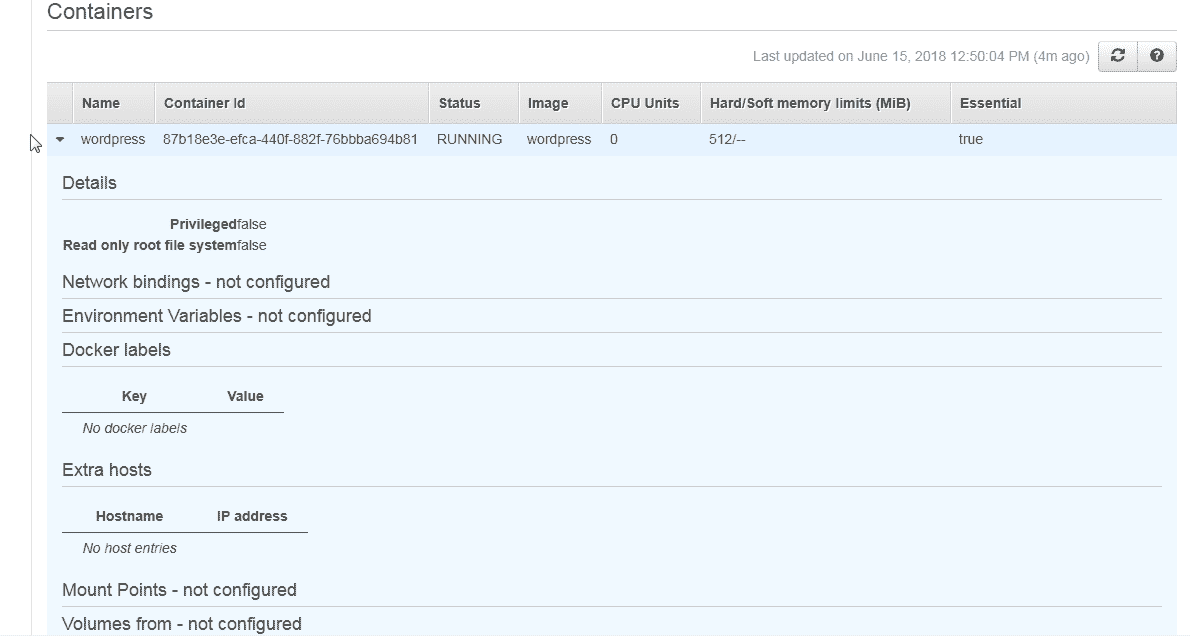 Containers
Last updated on June 15, 2018 12:50:04 PM (4m ago)
Name Container Id Status Image CPU Units Hard/Soft memory limits (MiB) Essential
wordpress 87b18e3e-efca-440f-882f-76bbba694b81 RUNNING wordpress 0 512/-- true
Details
Privilegedfalse
Read only root file systemfalse
Network bindings - not configured
Environment Variables - not configured
Docker labels
Key Value
No docker labels
Extra hosts
Hostname IP address
No host entries
Mount Points - not configured
Volumes from - not configured